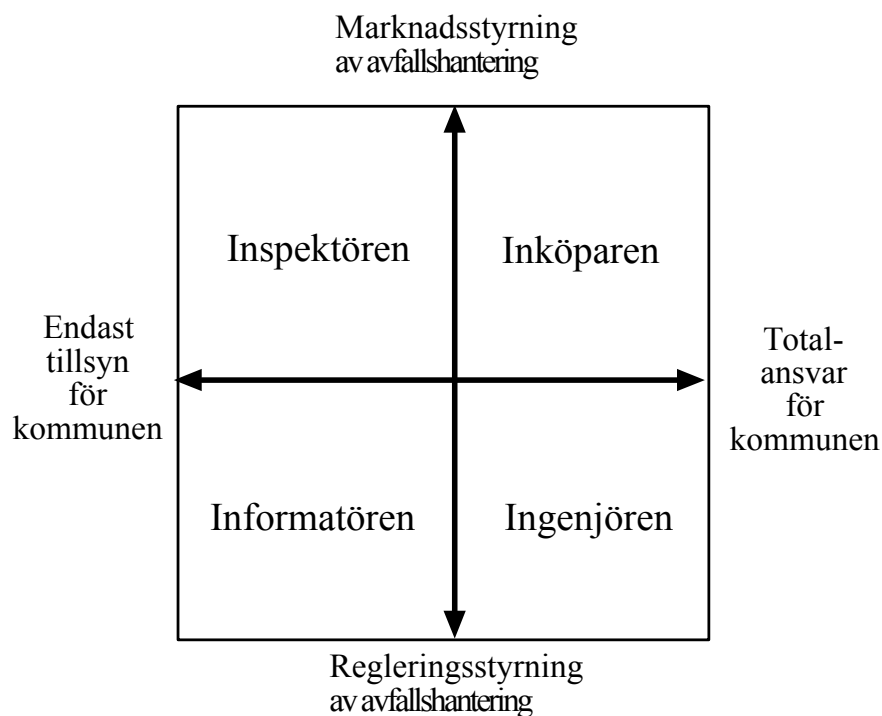 Marknadsstyrning
av avfallshantering
Inspektören
Inköparen
Endast
tillsyn
för
kommunen
Total-
ansvar
för
kommunen
Informatören
Ingenjören
Regleringsstyrning
av avfallshantering